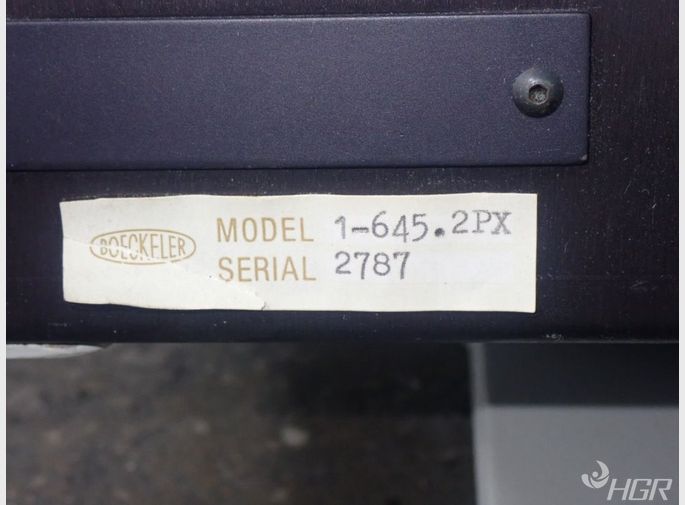 BOECKELER
MODEL 1-645.2PX
SERIAL 2787
HGR